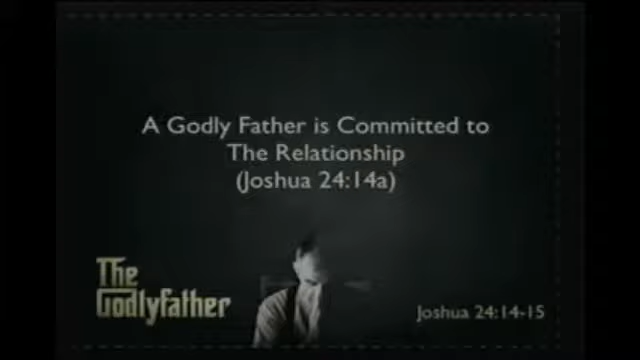 A Godly Father is Committed to
The Relationship
(Joshua 24:14a)
The
Godlyfather
Joshua 24:14-15